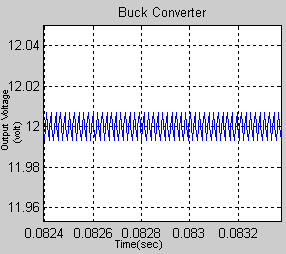 Buck Converter
Output Voltage
(volt)
12.04
12.02
12
11.98
11.96
0.0824 0.0826 0.0828 0.083 0.0832
Time(sec)